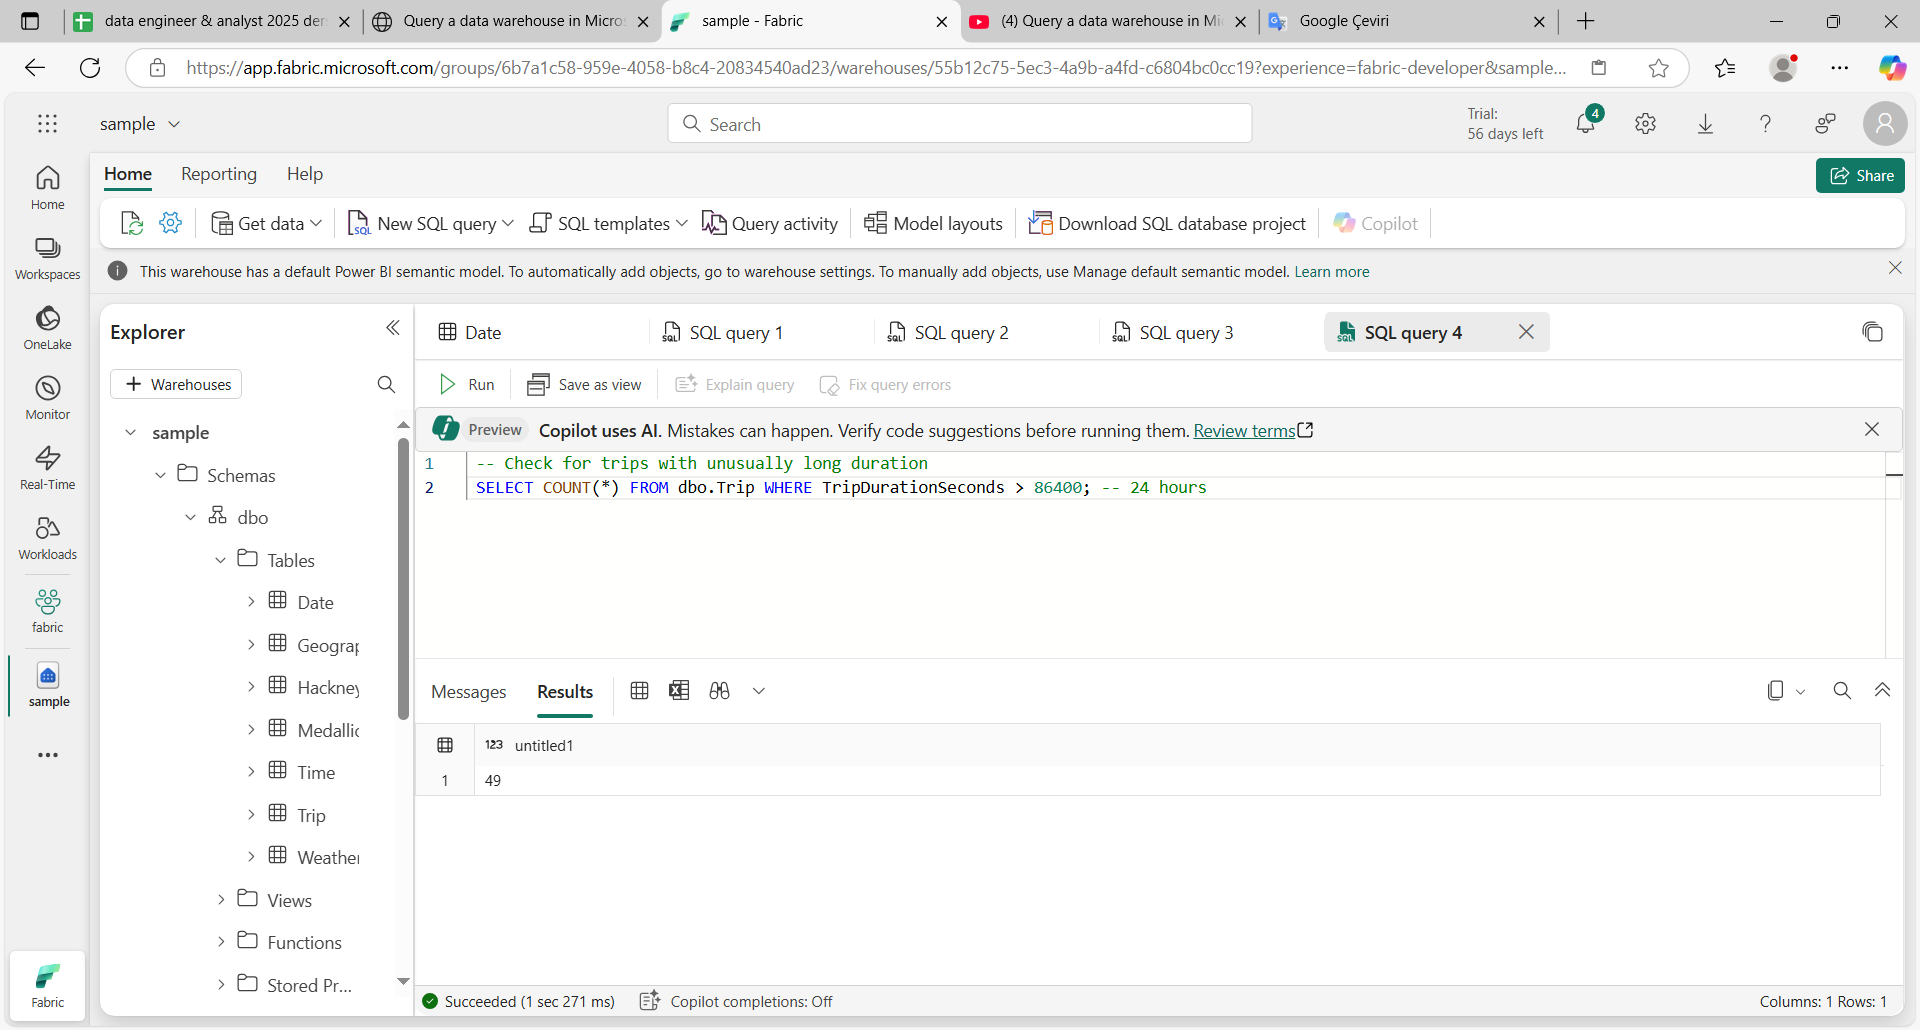 data engineer & analyst 2025 der
Query a data warehouse in Micros
sample - Fabric
(4) Query a data warehouse in Mi
Google Çeviri
https://app.fabric.microsoft.com/groups/6b7a1c58-959e-4058-b8c4-20834540ad23/warehouses/55b12c75-5ec3-4a9b-a4fd-c6804bc0cc19?experience=fabric-developer&sample...
sample
Search
Trial:
56 days left
4
Home
Reporting
Help
Share
Get data
New SQL query
SQL templates
Query activity
Model layouts
Download SQL database project
Copilot
This warehouse has a default Power BI semantic model. To automatically add objects, go to warehouse settings. To manually add objects, use Manage default semantic model. Learn more
Home
Workspaces
OneLake
Monitor
Real-Time
Workloads
fabric
sample
Fabric
Explorer
Warehouses
sample
Schemas
dbo
Tables
Date
Geograp
Hackney
Medallic
Time
Trip
Weather
Views
Functions
Stored Pr...
Date
SQL query 1
SQL query 2
SQL query 3
SQL query 4
Run
Save as view
Explain query
Fix query errors
Preview
Copilot uses AI. Mistakes can happen. Verify code suggestions before running them. Review terms
1 -- Check for trips with unusually long duration
2 SELECT COUNT(*) FROM dbo.Trip WHERE TripDurationSeconds > 86400; -- 24 hours
Messages
Results
123 untitled1
1 49
Succeeded (1 sec 271 ms)
Copilot completions: Off
Columns: 1 Rows: 1